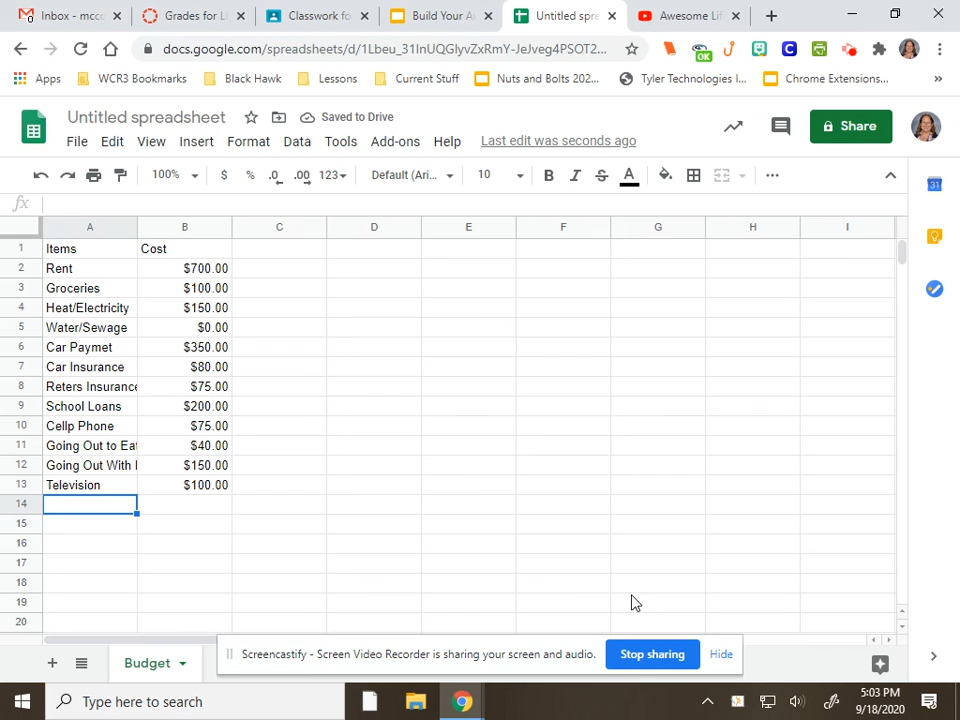 Inbox - mcc
Grades for Li
Classwork fo
Build Your A
Untitled spre
Awesome Lif
docs.google.com/spreadsheets/d/1Lbeu_31InUQGlyvZxRmY-JeJveg4PSOT2...
Apps
WCR3 Bookmarks
Black Hawk
Lessons
Current Stuff
Nuts and Bolts 202...
Tyler Technologies I...
Chrome Extensions...
»
Untitled spreadsheet
Saved to Drive
Share
File Edit View Insert Format Data Tools Add-ons Help Last edit was seconds ago
100% $ % .0 .00 123 Default (Ari... 10 B I S A
fx
A B C D E F G H I
1 Items Cost
2 Rent $700.00
3 Groceries $100.00
4 Heat/Electricity $150.00
5 Water/Sewage $0.00
6 Car Paymet $350.00
7 Car Insurance $80.00
8 Reters Insurance $75.00
9 School Loans $200.00
10 Cellp Phone $75.00
11 Going Out to Eat $40.00
12 Going Out With $150.00
13 Television $100.00
14
15
16
17
18
19
20
Screencastify - Screen Video Recorder is sharing your screen and audio. Stop sharing Hide
Budget
Type here to search
5:03 PM
9/18/2020